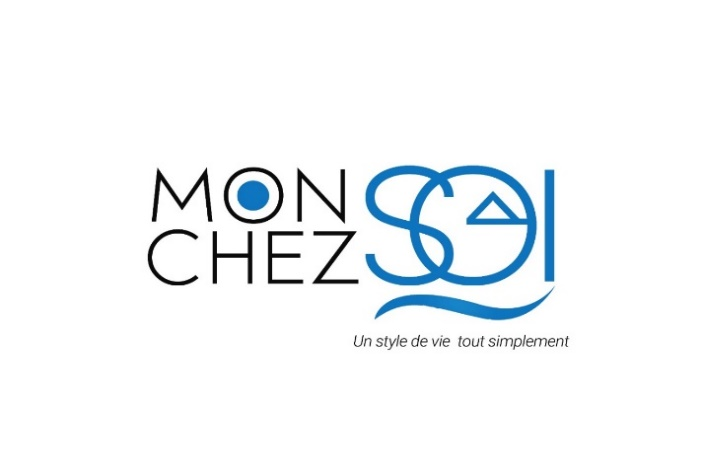 MON
CHEZ SOI
Un style de vie tout simplement